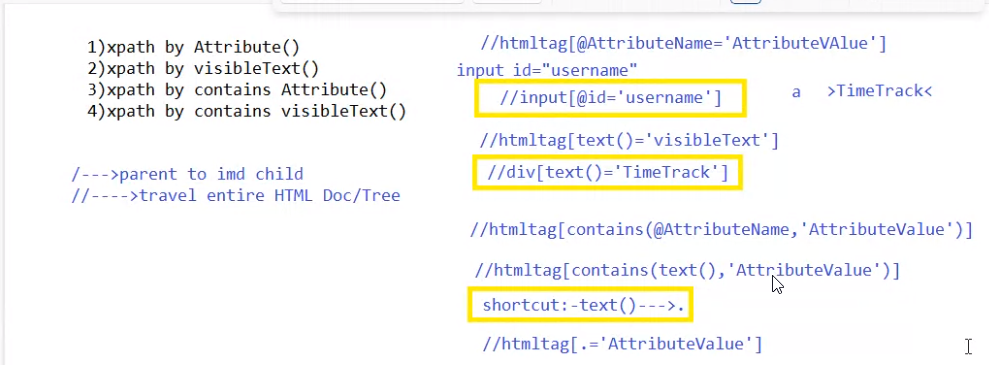 1)xpath by Attribute()
2)xpath by visibleText()
3)xpath by contains Attribute()
4)xpath by contains visibleText()
/--->parent to imd child
//---->travel entire HTML Doc/Tree
//htmltag[@AttributeName='AttributeVAlue']
input id="username"
//input[@id='username']
a >TimeTrack<
//htmltag[text()='visibleText']
//div[text()='TimeTrack']
//htmltag[contains(@AttributeName,'AttributeValue')]
//htmltag[contains(text(),'AttributeValue')]
shortcut:-text()--->.
//htmltag[.='AttributeValue']